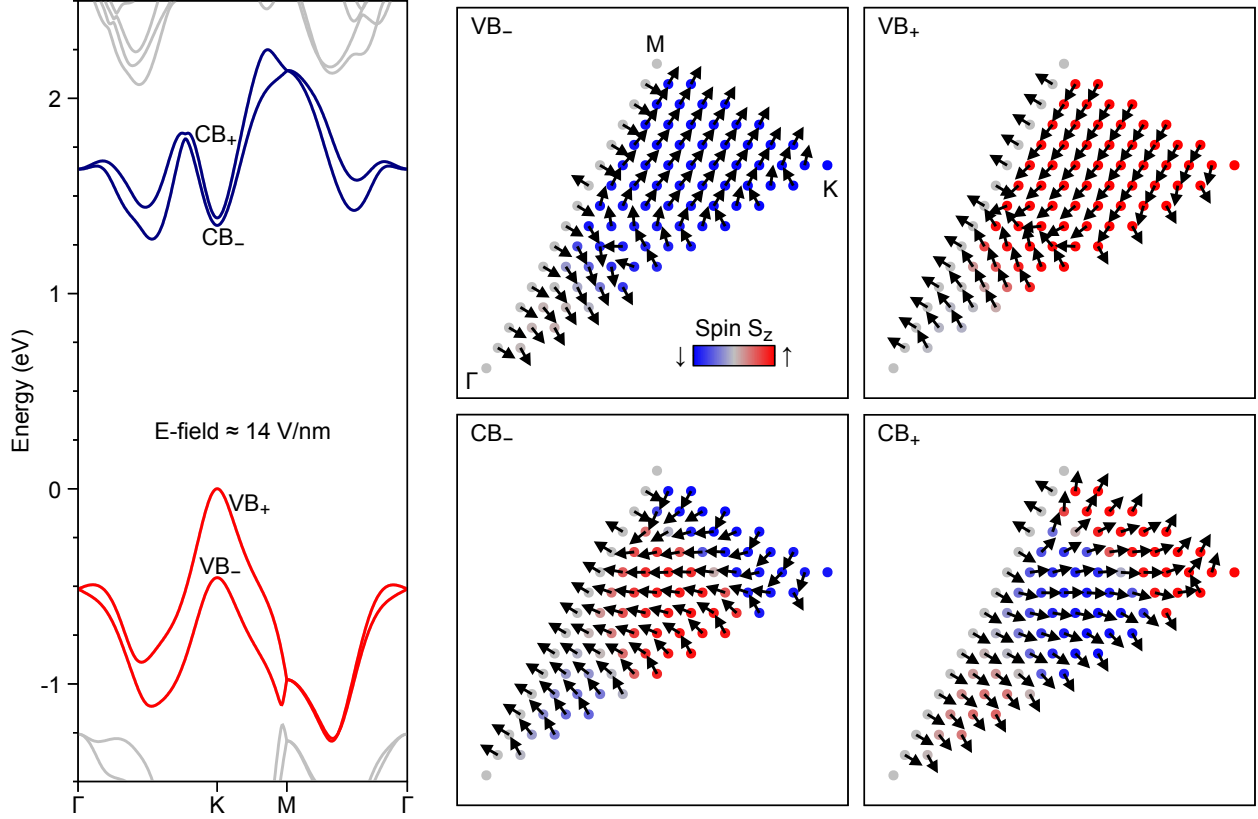 Energy (eV)
2
1
0
-1
CB+
CB−
E-field ≈ 14 V/nm
VB+
VB−
Γ K M Γ
VB−
M
K
Γ
Spin Sz
↓ ↑
VB+
CB−
CB+